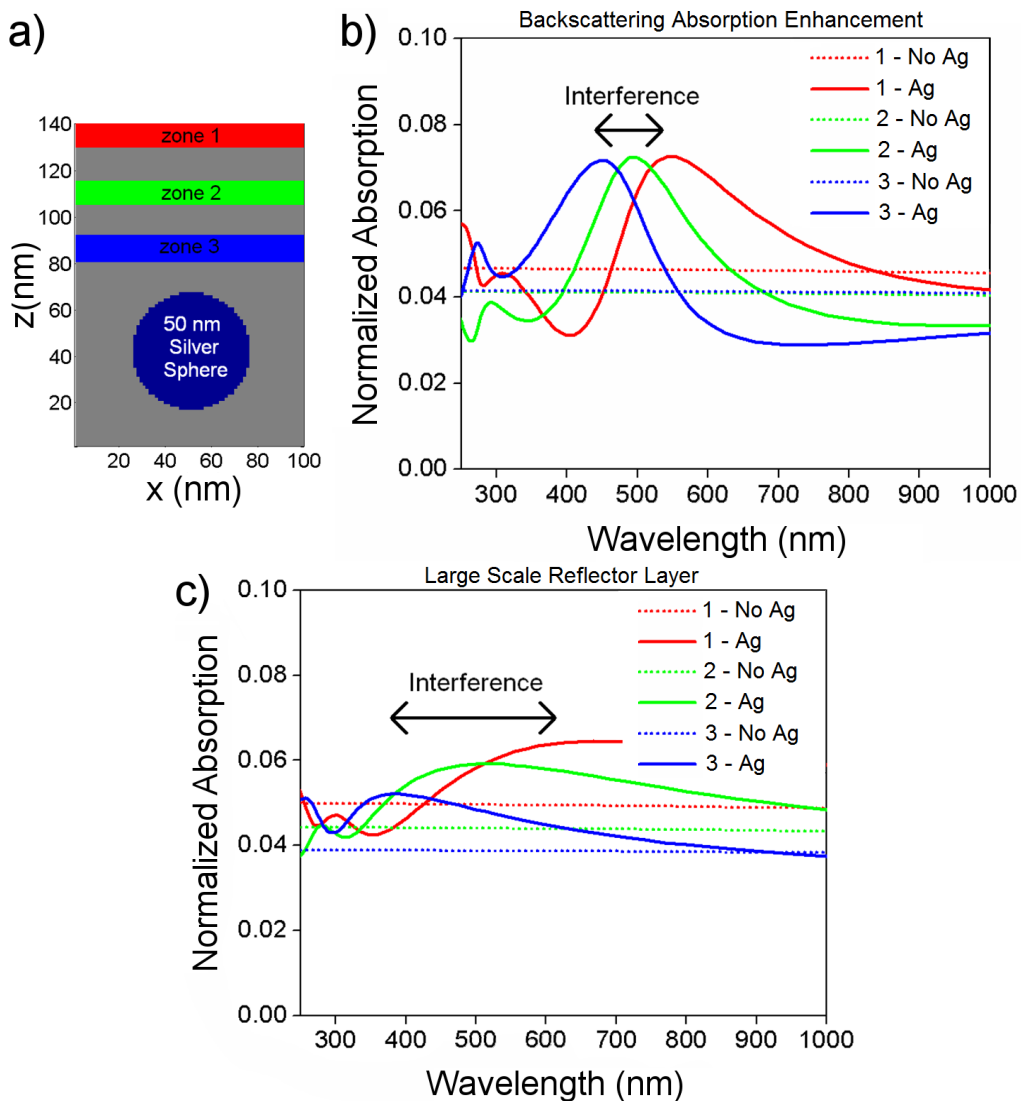 a)
140
120
100
80
60
40
20
z(nm)
zone 1
zone 2
zone 3
50 nm
Silver
Sphere
20 40 60 80 100
x (nm)
b)
Backscattering Absorption Enhancement
0.10
0.08
0.06
0.04
0.02
0.00
Normalized Absorption
Interference
1 - No Ag
1 - Ag
2 - No Ag
2 - Ag
3 - No Ag
3 - Ag
300 400 500 600 700 800 900 1000
Wavelength (nm)
c)
Large Scale Reflector Layer
0.10
0.08
0.06
0.04
0.02
0.00
Normalized Absorption
Interference
1 - No Ag
1 - Ag
2 - No Ag
2 - Ag
3 - No Ag
3 - Ag
300 400 500 600 700 800 900 1000
Wavelength (nm)